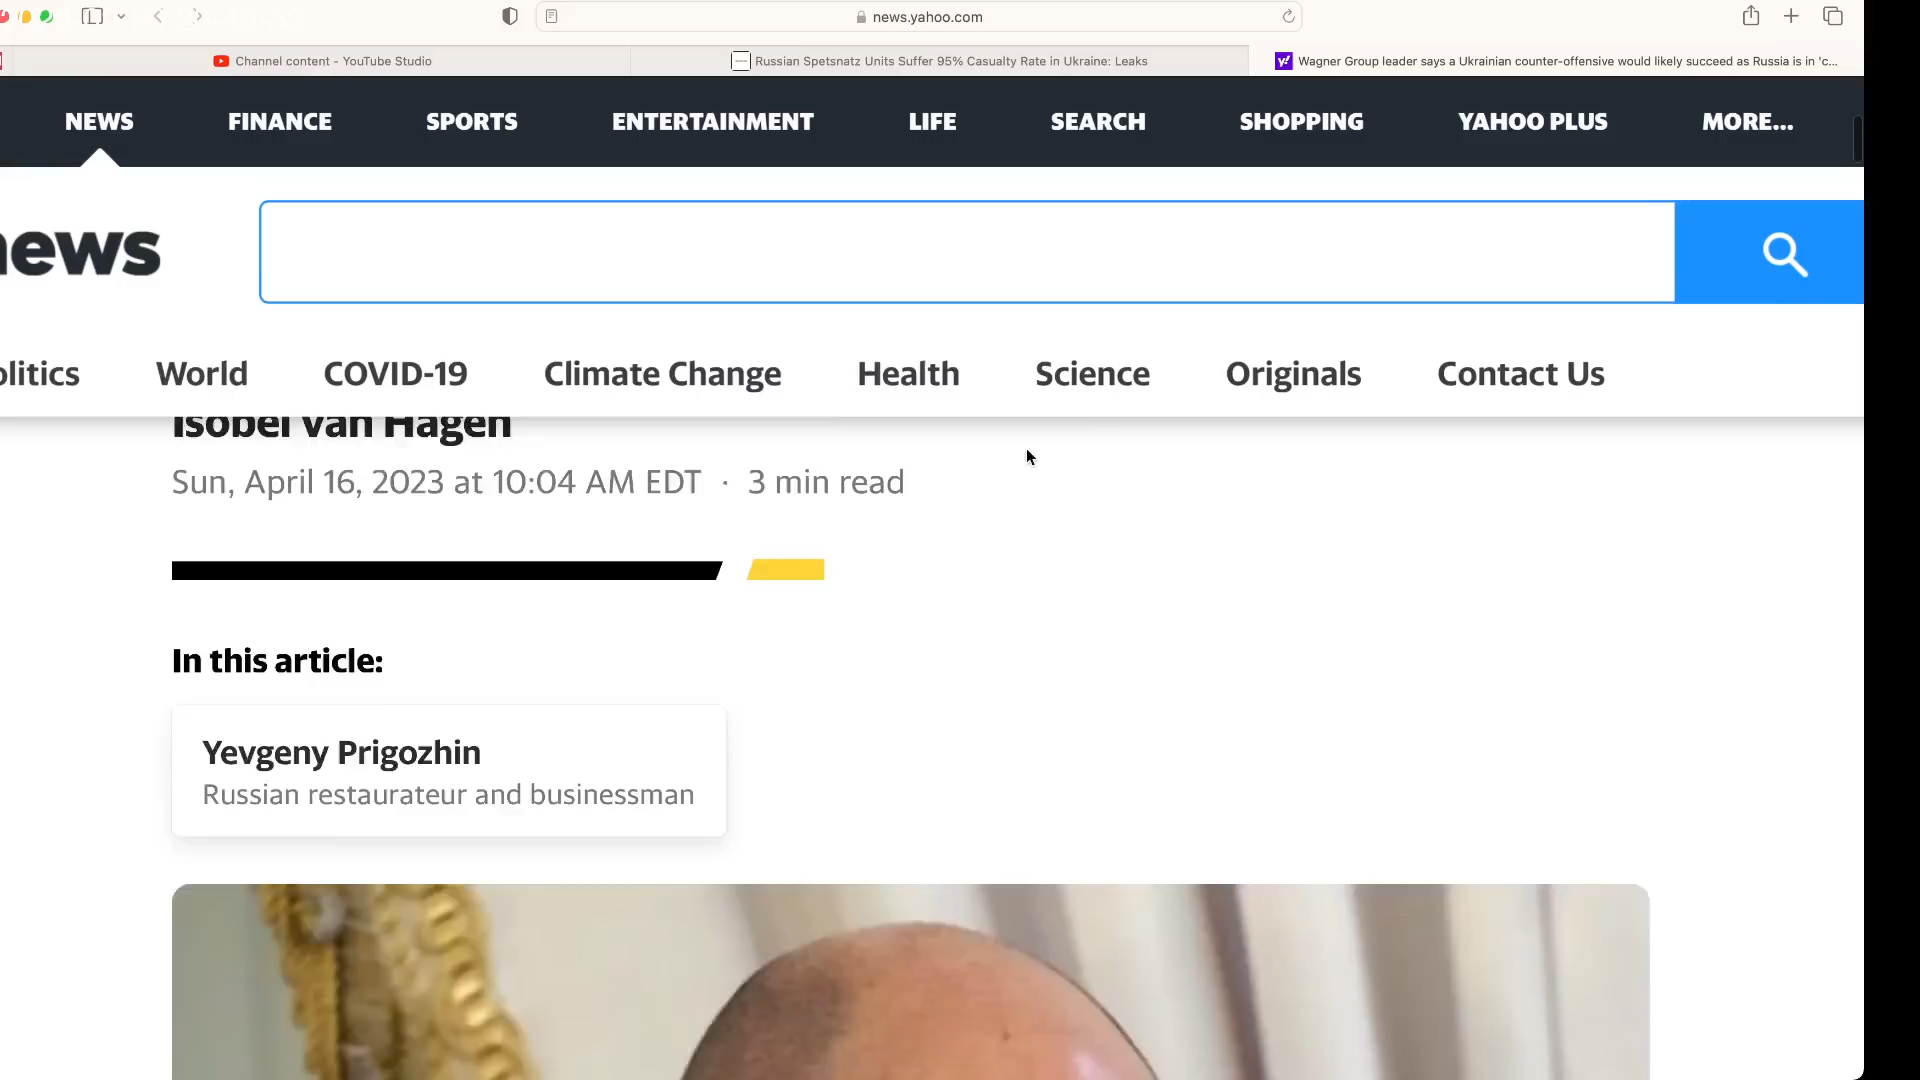 news.yahoo.com
Channel content - YouTube Studio
Russian Spetsnatz Units Suffer 95% Casualty Rate in Ukraine: Leaks
Wagner Group leader says a Ukrainian counter-offensive would likely succeed as Russia is in 'c...
NEWS
FINANCE
SPORTS
ENTERTAINMENT
LIFE
SEARCH
SHOPPING
YAHOO PLUS
MORE...
news
olitics
World
COVID-19
Climate Change
Health
Science
Originals
Contact Us
Isobel van Hagen
Sun, April 16, 2023 at 10:04 AM EDT · 3 min read
In this article:
Yevgeny Prigozhin
Russian restaurateur and businessman